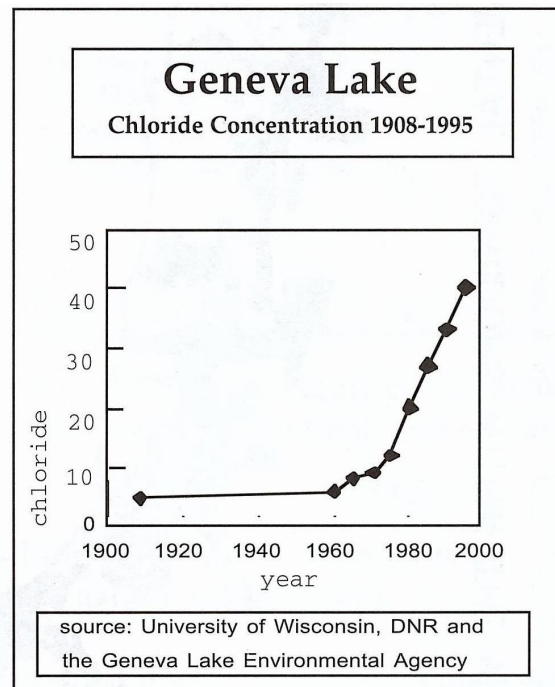 Geneva Lake
Chloride Concentration 1908-1995
50
40
30
20
10
0
chloride
1900 1920 1940 1960 1980 2000
year
source: University of Wisconsin, DNR and
the Geneva Lake Environmental Agency